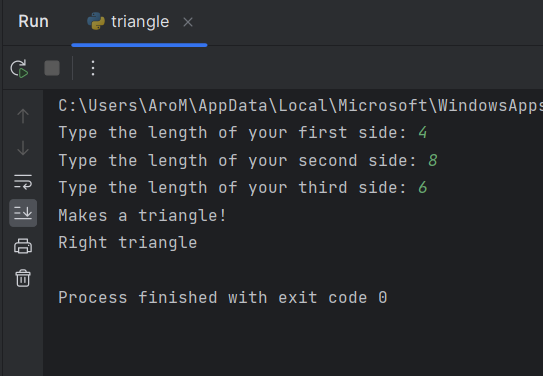 Run triangle
C:\Users\AroM\AppData\Local\Microsoft\WindowsApps
Type the length of your first side: 4
Type the length of your second side: 8
Type the length of your third side: 6
Makes a triangle!
Right triangle
Process finished with exit code 0